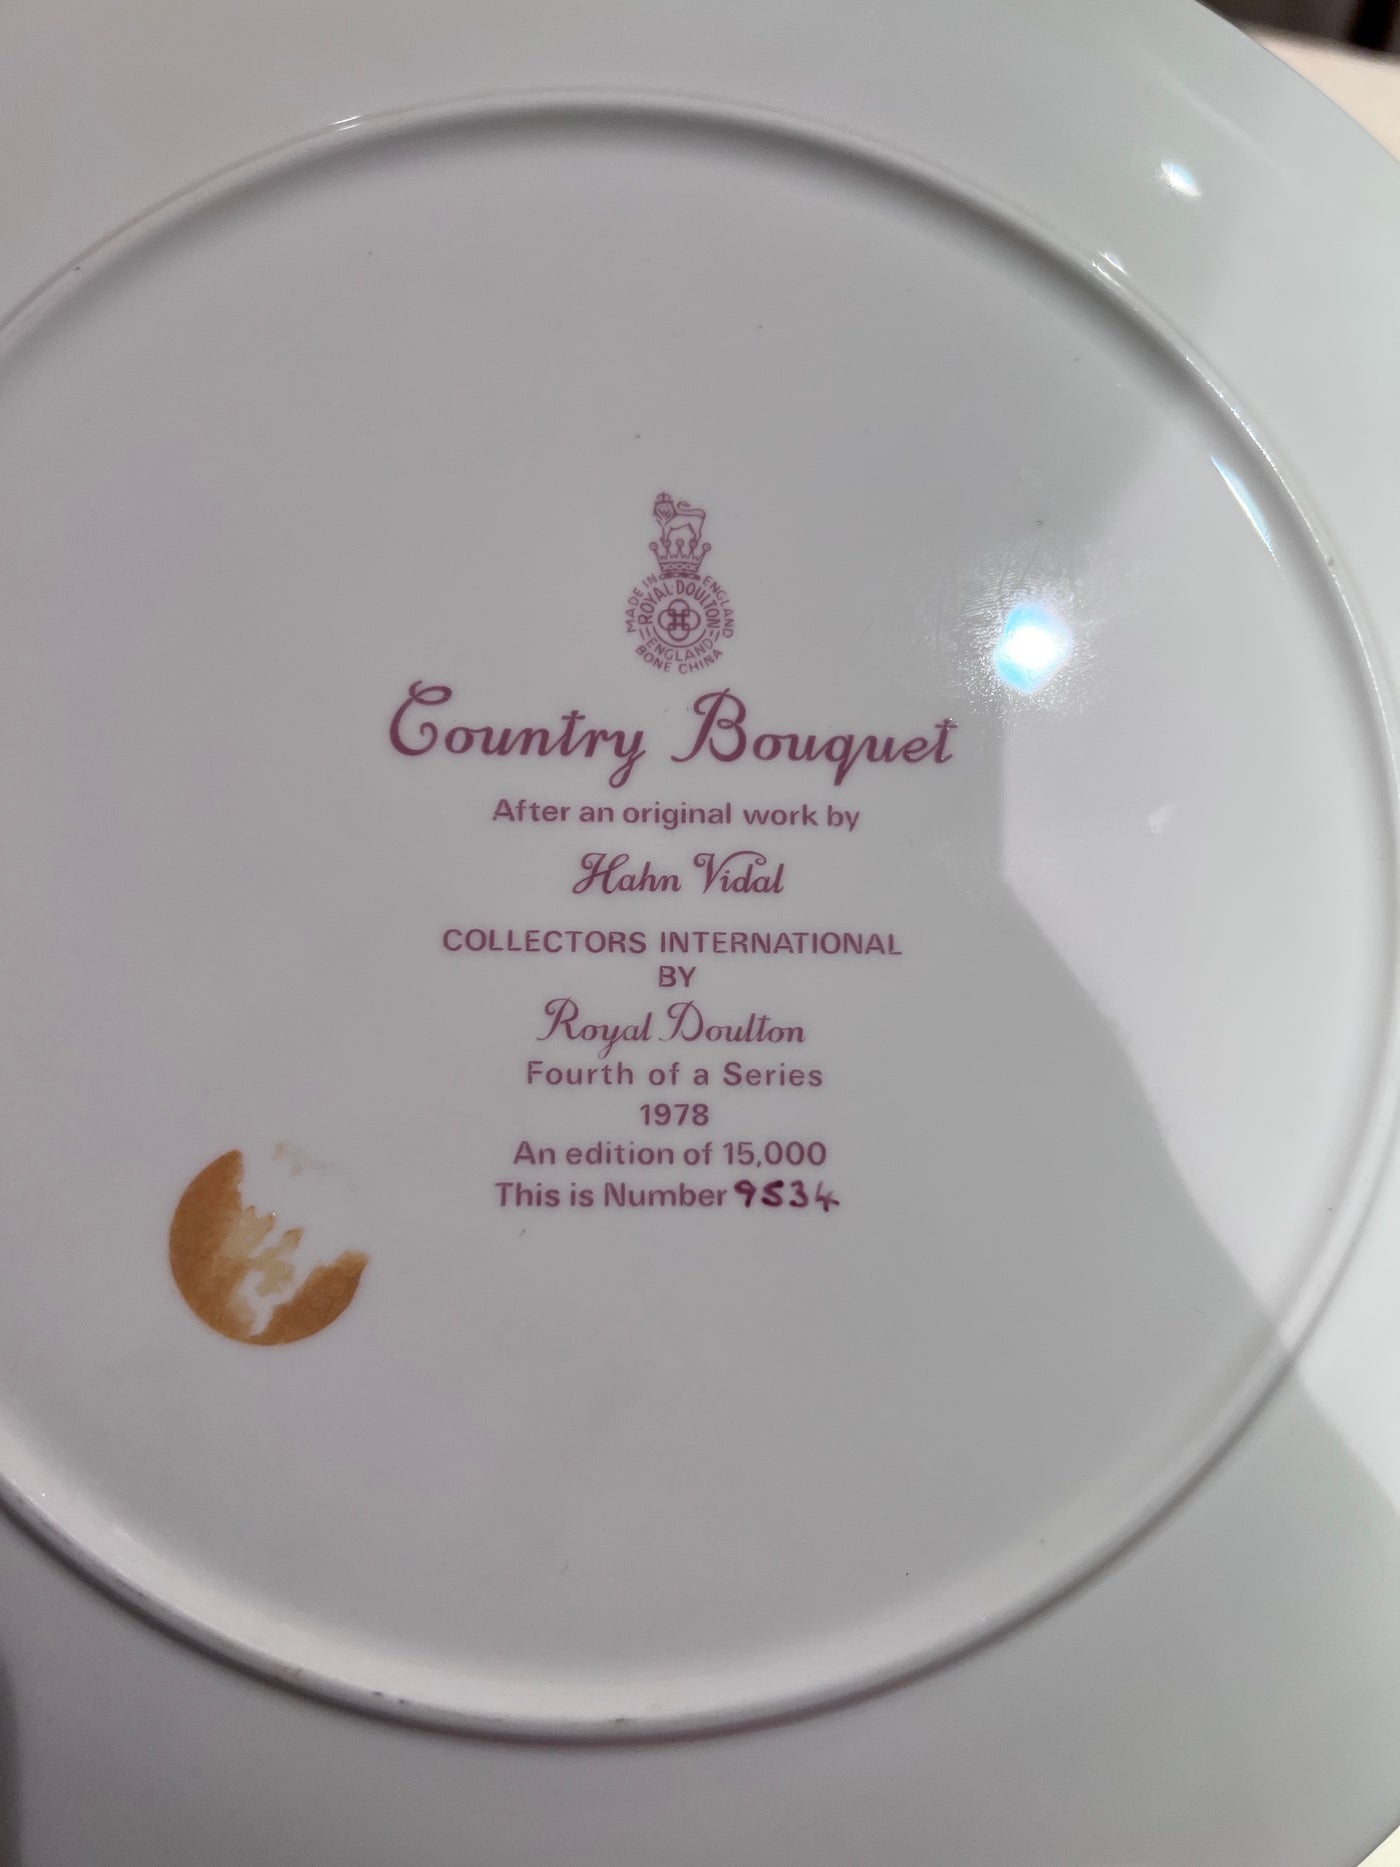 MADE IN ENGLAND
ROYAL DOULTON
ENGLAND
BONE CHINA
Country Bouquet
After an original work by
Hahn Vidal
COLLECTORS INTERNATIONAL
BY
Royal Doulton
Fourth of a Series
1978
An edition of 15,000
This is Number 9534